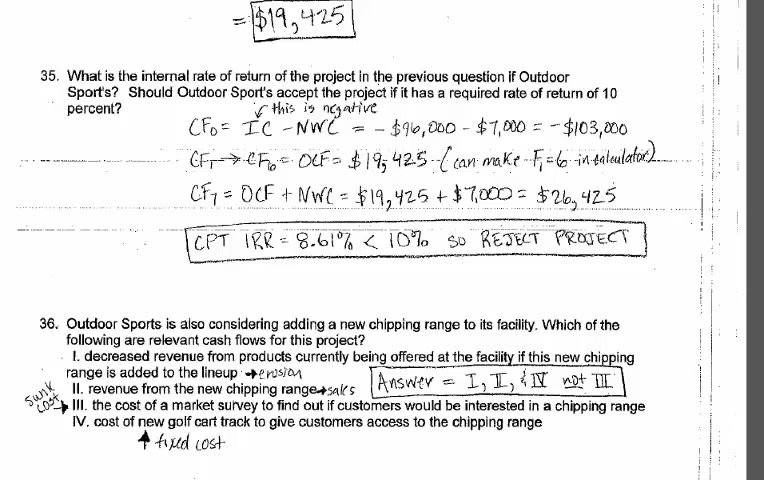 = $19,425
35. What is the internal rate of return of the project in the previous question if Outdoor
Sport's? Should Outdoor Sport's accept the project if it has a required rate of return of 10
percent?
this is negative
CF₀ = IC - NWC = - $96,000 - $7,000 = - $103,000
CF₁ → CF₆ = OCF = $19,425 (can make F₁=6 in calculator)
CF₇ = OCF + NWC = $19,425 + $7,000 = $26,425
CPT IRR = 8.61% < 10% so REJECT PROJECT
36. Outdoor Sports is also considering adding a new chipping range to its facility. Which of the
following are relevant cash flows for this project?
I. decreased revenue from products currently being offered at the facility if this new chipping
range is added to the lineup → erosion
II. revenue from the new chipping range → sales
Answer = I, II, & IV not III
sunk cost → III. the cost of a market survey to find out if customers would be interested in a chipping range
IV. cost of new golf cart track to give customers access to the chipping range
↑ fixed cost